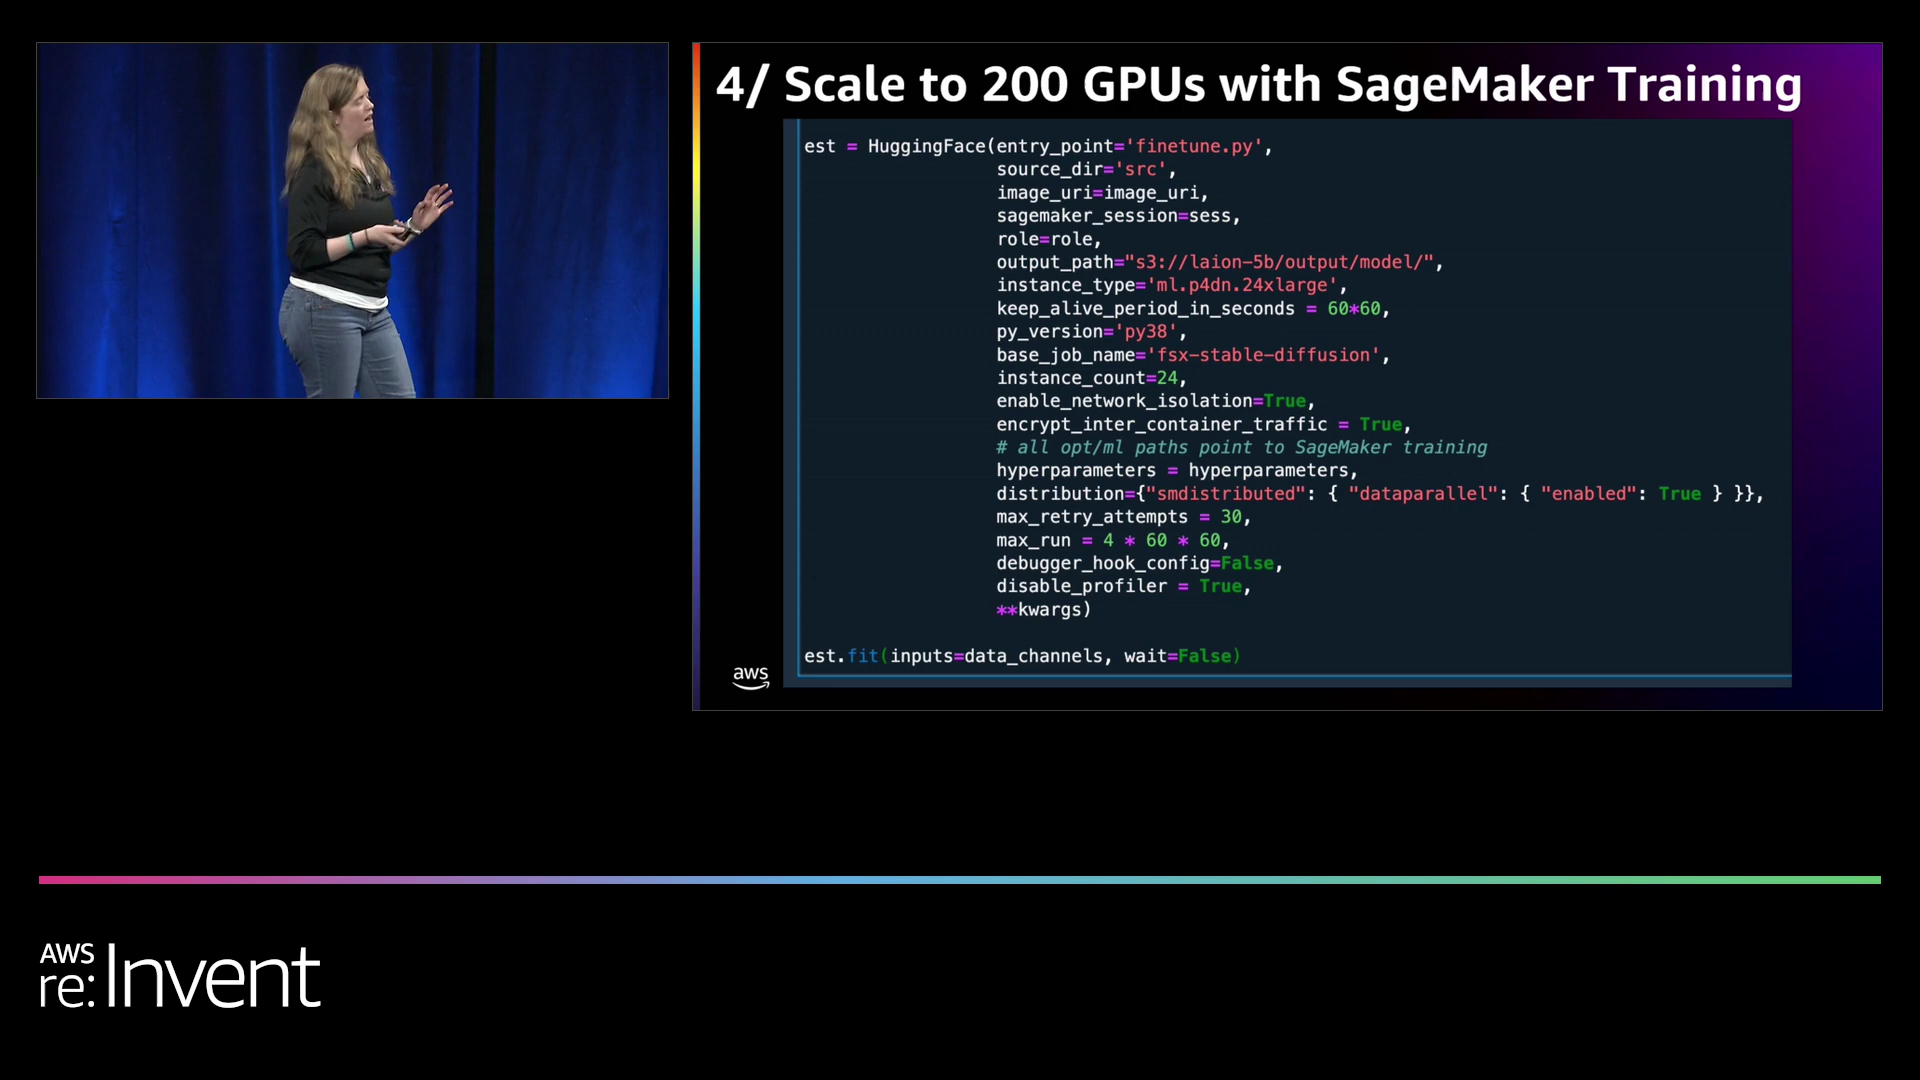 4/ Scale to 200 GPUs with SageMaker Training
est = HuggingFace(entry_point='finetune.py',
source_dir='src',
image_uri=image_uri,
sagemaker_session=sess,
role=role,
output_path="s3://laion-5b/output/model/",
instance_type='ml.p4dn.24xlarge',
keep_alive_period_in_seconds = 60*60,
py_version='py38',
base_job_name='fsx-stable-diffusion',
instance_count=24,
enable_network_isolation=True,
encrypt_inter_container_traffic = True,
# all opt/ml paths point to SageMaker training
hyperparameters = hyperparameters,
distribution={"smdistributed": { "dataparallel": { "enabled": True } }},
max_retry_attempts = 30,
max_run = 4 * 60 * 60,
debugger_hook_config=False,
disable_profiler = True,
**kwargs)
est.fit(inputs=data_channels, wait=False)
aws
AWS
re:Invent